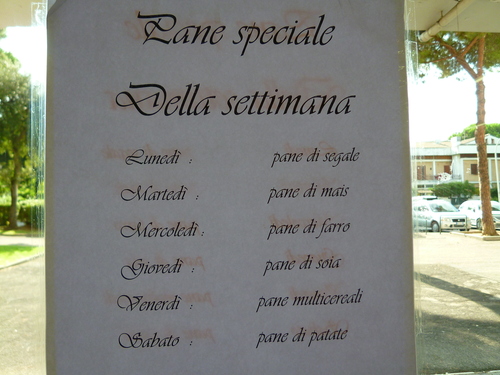 Pane speciale
Della settimana
Lunedì : pane di segale
Martedì : pane di mais
Mercoledì : pane di farro
Giovedì : pane di soia
Venerdì : pane multicereali
Sabato : pane di patate